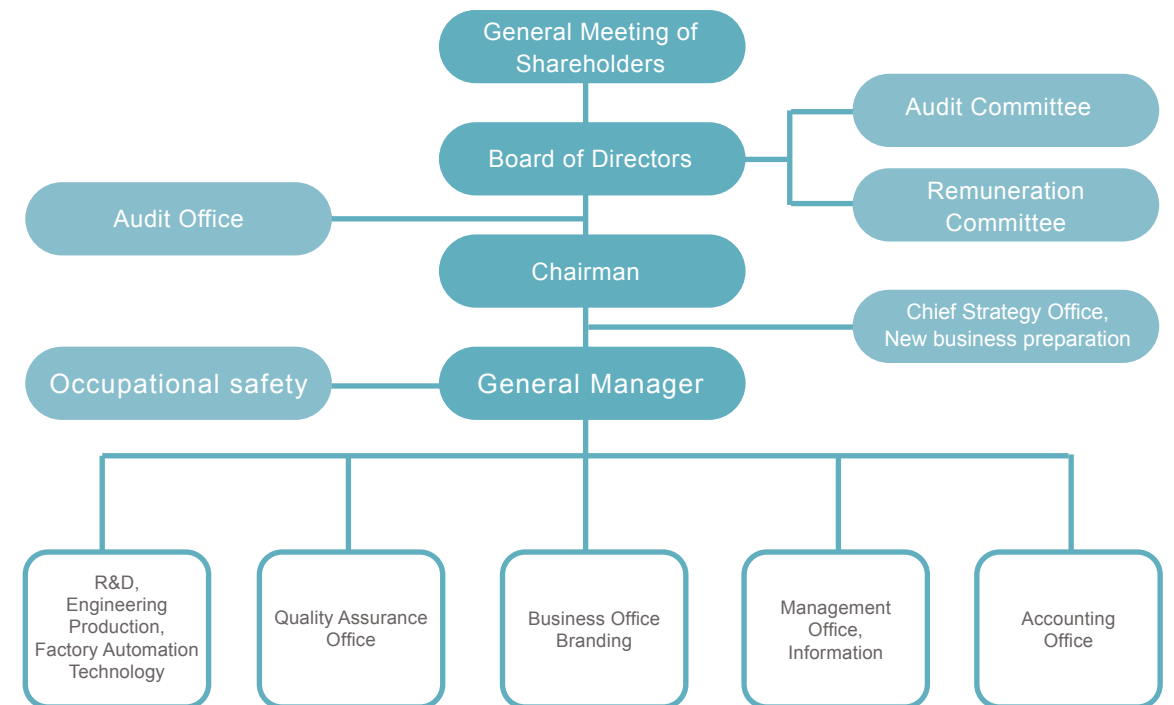 General Meeting of
Shareholders
Audit Committee
Board of Directors
Remuneration
Committee
Audit Office
Chairman
Chief Strategy Office,
New business preparation
Occupational safety
General Manager
R&D,
Engineering
Production,
Factory Automation
Technology
Quality Assurance
Office
Business Office
Branding
Management
Office,
Information
Accounting
Office